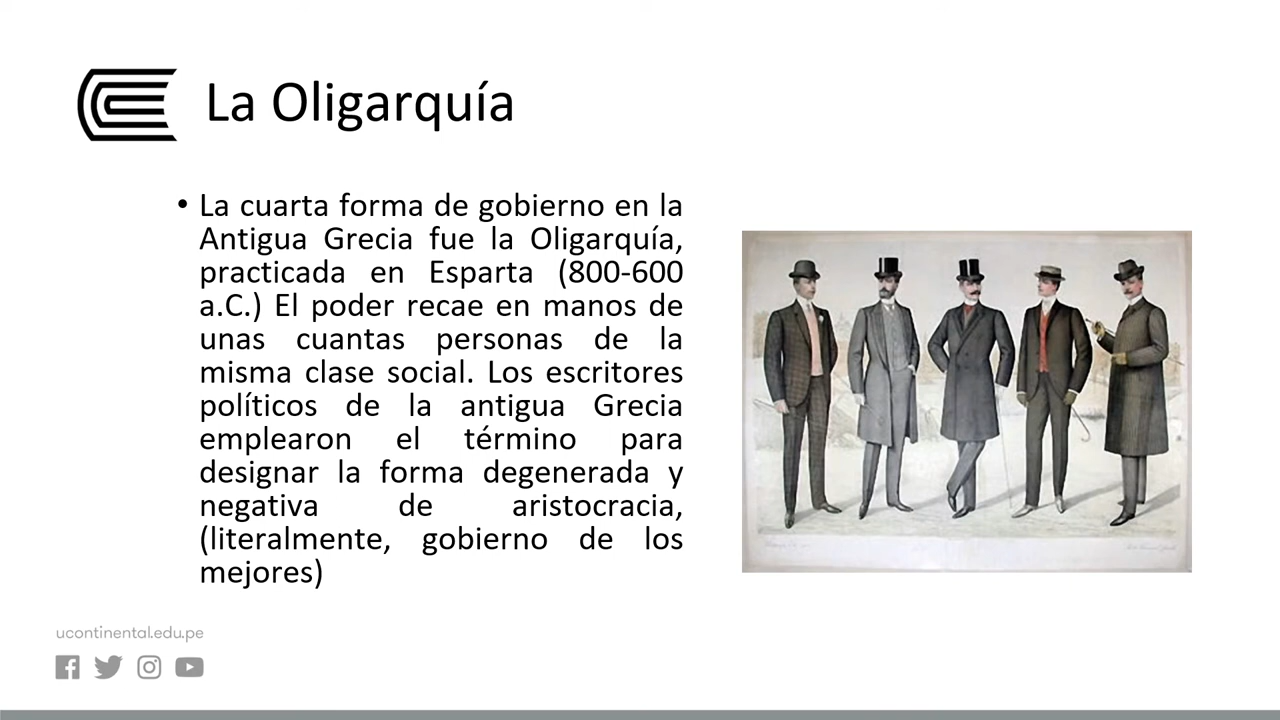 La Oligarquía
• La cuarta forma de gobierno en la
Antigua Grecia fue la Oligarquía,
practicada en Esparta (800-600
a.C.) El poder recae en manos de
unas cuantas personas de la
misma clase social. Los escritores
políticos de la antigua Grecia
emplearon el término para
designar la forma degenerada y
negativa de aristocracia,
(literalmente, gobierno de los
mejores)
ucontinental.edu.pe